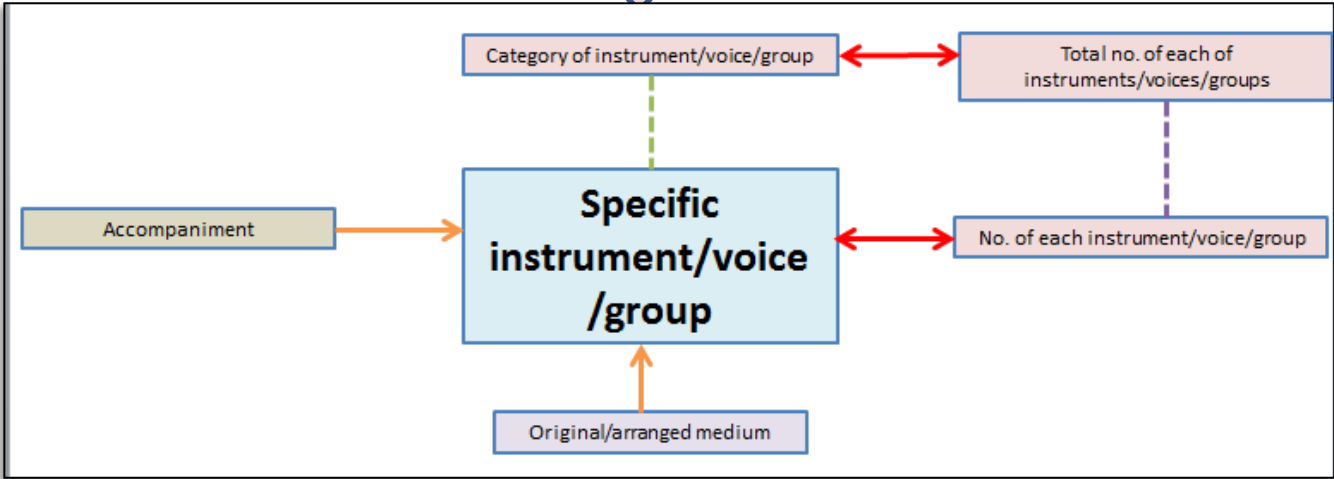 Category of instrument/voice/group
Total no. of each of
instruments/voices/groups
Specific
instrument/voice
/group
Accompaniment
No. of each instrument/voice/group
Original/arranged medium